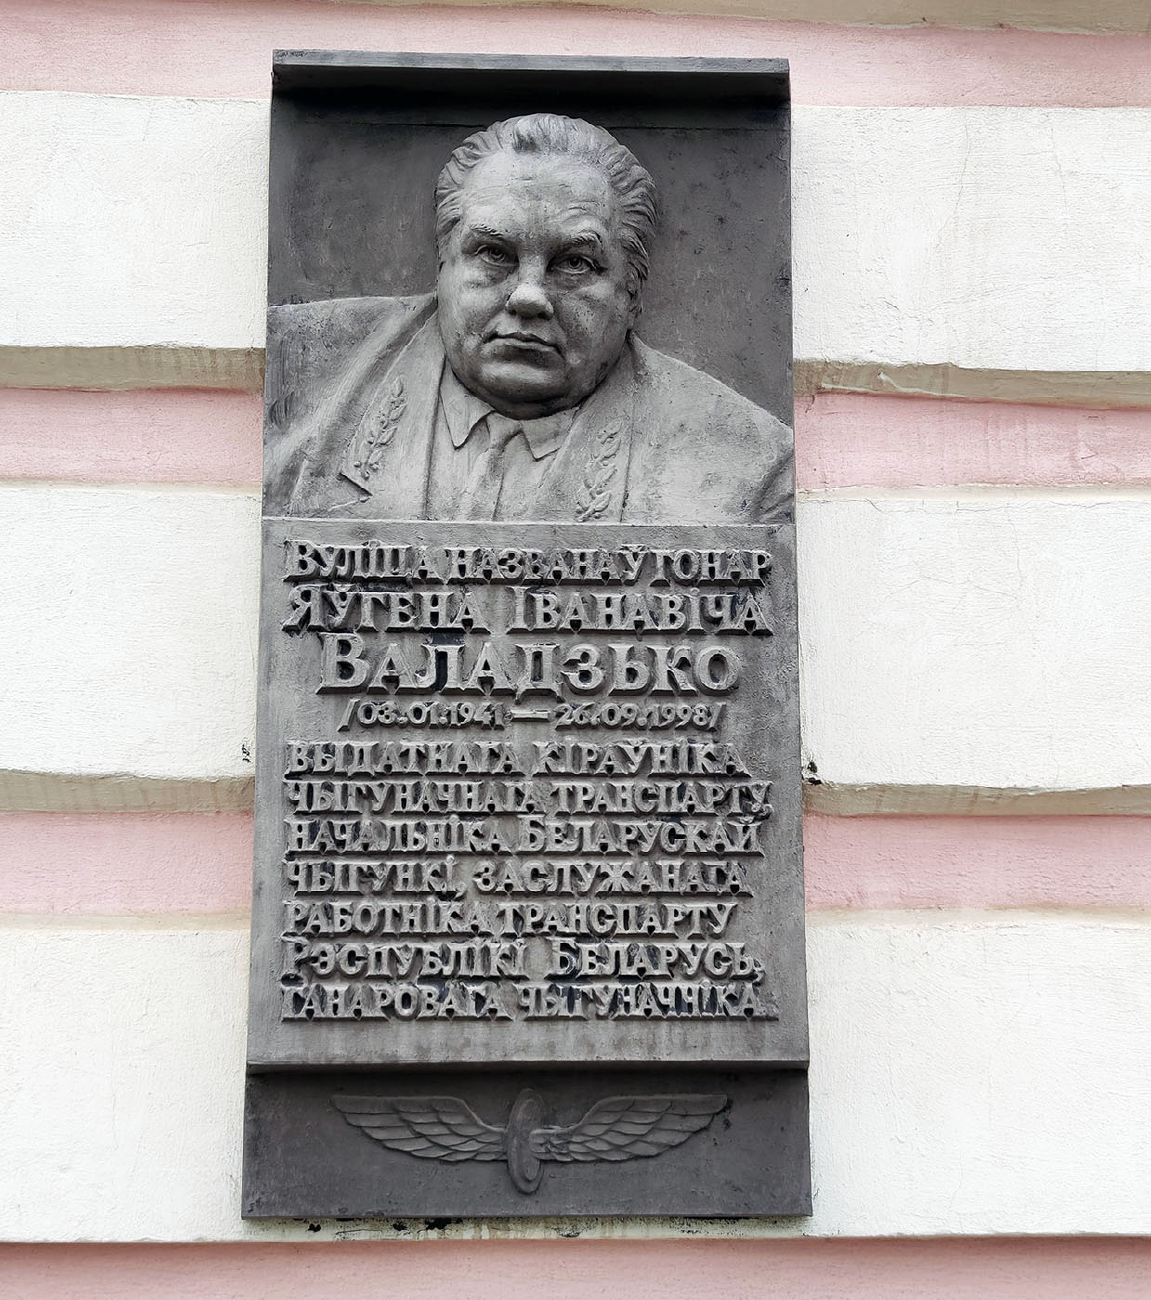 Вуліца названа ў гонар
Яўгена Іванавіча
Валадзько
/03.01.1941 — 26.09.1998/
выдатнага кіраўніка
чыгуначнага транспарту,
начальніка Беларускай
чыгункі, заслужанага
работніка транспарту
Рэспублікі Беларусь,
ганаровага чыгуначніка